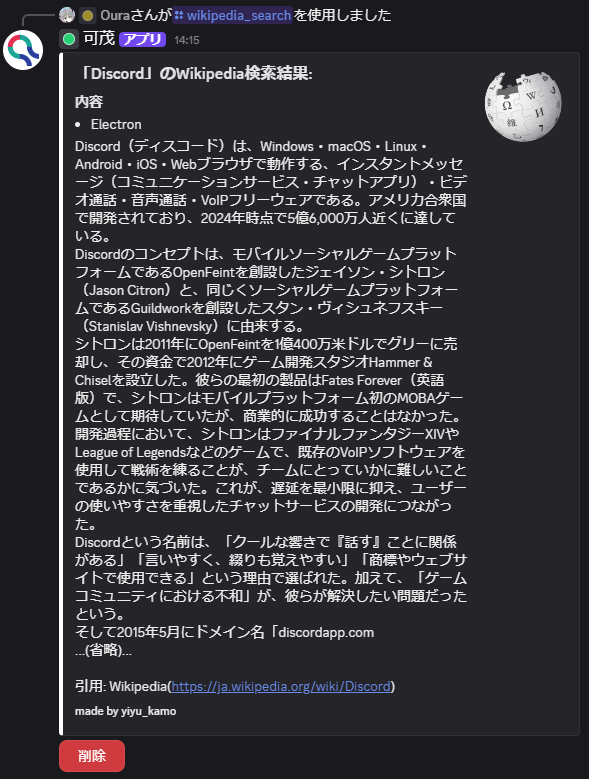 Ouraさんが wikipedia_search を使用しました
可茂 アプリ 14:15
「Discord」のWikipedia検索結果:
内容
• Electron
Discord（ディスコード）は、Windows・macOS・Linux・
Android・iOS・Webブラウザで動作する、インスタントメッセ
ージ（コミュニケーションサービス・チャットアプリ）・ビデ
オ通話・音声通話・VoIPフリーウェアである。アメリカ合衆国
で開発されており、2024年時点で5億6,000万人近くに達して
いる。
Discordのコンセプトは、モバイルソーシャルゲームプラット
フォームであるOpenFeintを創設したジェイソン・シトロン
（Jason Citron）と、同じくソーシャルゲームプラットフォー
ムであるGuildworkを創設したスタン・ヴィシュネフスキー
（Stanislav Vishnevsky）に由来する。
シトロンは2011年にOpenFeintを1億400万米ドルでグリーに売
却し、その資金で2012年にゲーム開発スタジオHammer &
Chiselを設立した。彼らの最初の製品はFates Forever（英語
版）で、シトロンはモバイルプラットフォーム初のMOBAゲー
ムとして期待していたが、商業的に成功することはなかった。
開発過程において、シトロンはファイナルファンタジーXIVや
League of Legendsなどのゲームで、既存のVoIPソフトウェアを
使用して戦術を練ることが、チームにとっていかに難しいこと
であるかに気づいた。これが、遅延を最小限に抑え、ユーザー
の使いやすさを重視したチャットサービスの開発につながっ
た。
Discordという名前は、「クールな響きで『話す』ことに関係
がある」「言いやすく、綴りも覚えやすい」「商標やウェブサ
イトで使用できる」という理由で選ばれた。加えて、「ゲーム
コミュニティにおける不和」が、彼らが解決したい問題だった
という。
そして2015年5月にドメイン名「discordapp.com
...(省略)...
引用: Wikipedia(https://ja.wikipedia.org/wiki/Discord)
made by yiyu_kamo
削除